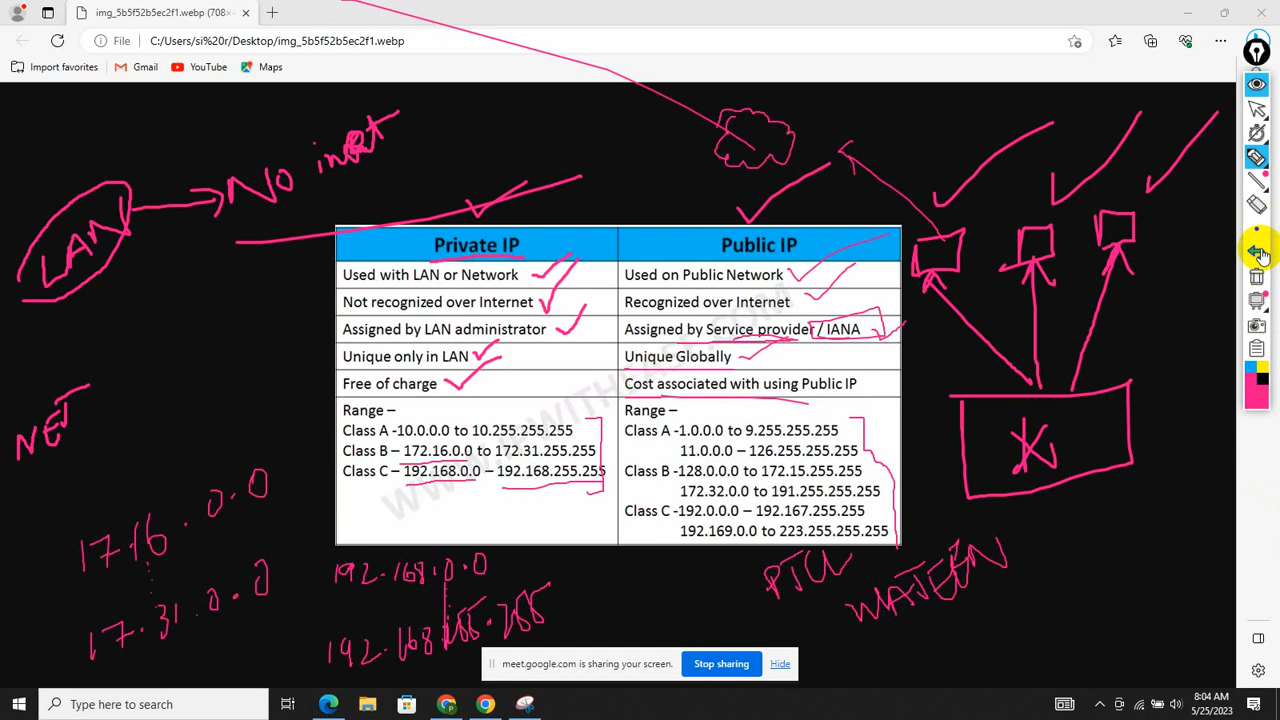 img_5b5f52b5ec2f1.webp (708×
File C:/Users/si%20r/Desktop/img_5b5f52b5ec2f1.webp
Import favorites Gmail YouTube Maps
LAN
No
Private IP Public IP
Used with LAN or Network Used on Public Network
Not recognized over Internet Recognized over Internet
Assigned by LAN administrator Assigned by Service provider / IANA
Unique only in LAN Unique Globally
Free of charge Cost associated with using Public IP
Range – Range –
Class A -10.0.0.0 to 10.255.255.255 Class A -1.0.0.0 to 9.255.255.255
11.0.0.0 – 126.255.255.255
Class B – 172.16.0.0 to 172.31.255.255
Class B -128.0.0.0 to 172.15.255.255
Class C – 192.168.0.0 – 192.168.255.255
172.32.0.0 to 191.255.255.255
Class C -192.0.0.0 – 192.167.255.255
192.169.0.0 to 223.255.255.255
WWW.IPWITHEASE.COM
NET
17.16.0.0
17.31.0.0
192.168.0.0
192.168.255.255
PTCL
WATEEN
meet.google.com is sharing your screen. Stop sharing Hide
Type here to search
8:04 AM
5/25/2023